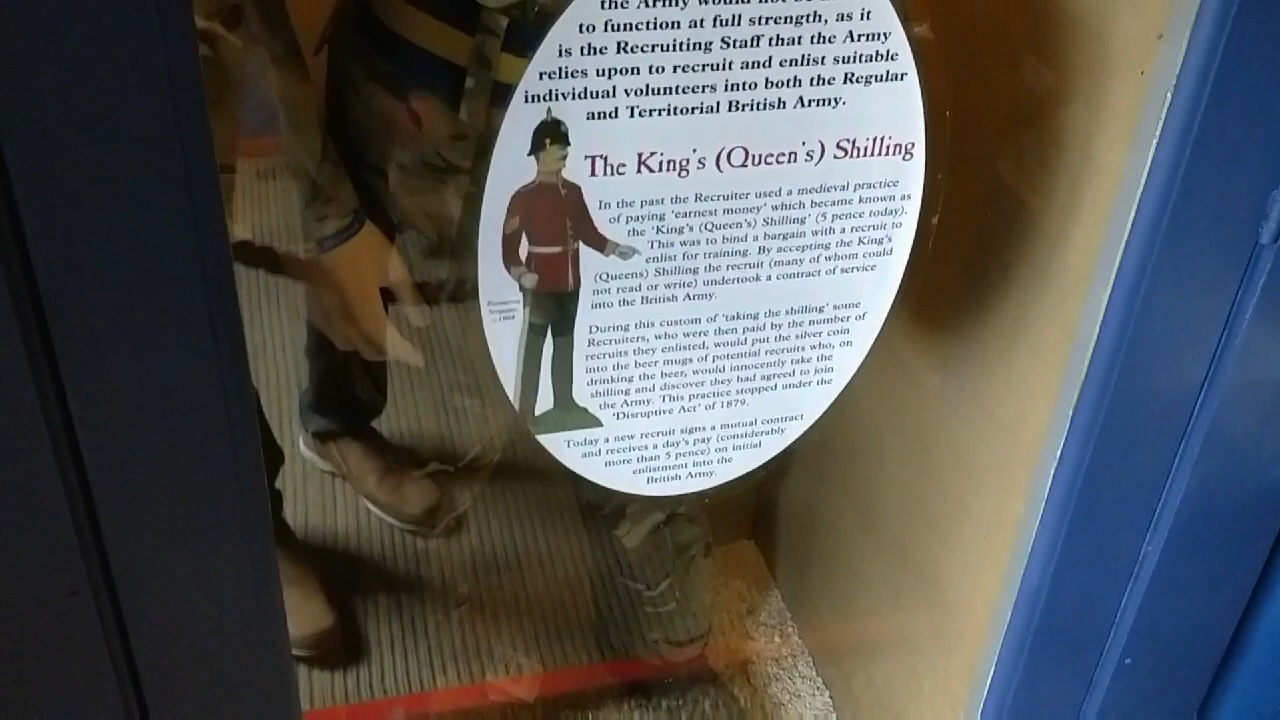 the Army would not
to function at full strength, as it
is the Recruiting Staff that the Army
relies upon to recruit and enlist suitable
individual volunteers into both the Regular
and Territorial British Army.
The King's (Queen's) Shilling
In the past the Recruiter used a medieval practice
of paying 'earnest money' which became known as
the 'King's (Queen's) Shilling' (5 pence today).
This was to bind a bargain with a recruit to
enlist for training. By accepting the King's
(Queens) Shilling the recruit (many of whom could
not read or write) undertook a contract of service
into the British Army.
Recruiting
Sergeant,
During this custom of 'taking the shilling' some
Recruiters, who were then paid by the number of
recruits they enlisted, would put the silver coin
into the beer mugs of potential recruits who, on
drinking the beer, would innocently take the
shilling and discover they had agreed to join
the Army. This practice stopped under the
'Disruptive Act' of 1879.
Today a new recruit signs a mutual contract
and receives a day's pay (considerably
more than 5 pence) on initial
enlistment into the
British Army.